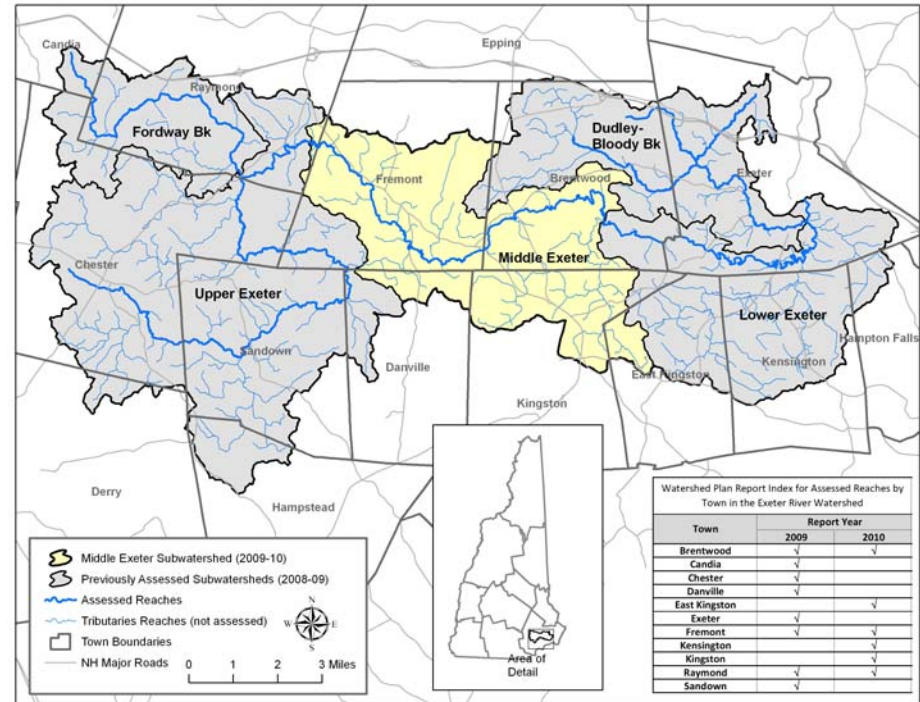 Candia
Epping
Raymond
Fordway Bk
Dudley-
Bloody Bk
Fremont
Brentwood
Exeter
Chester
Middle Exeter
Upper Exeter
Lower Exeter
Hampton Falls
Sandown
Danville
Kensington
East Kingston
Kingston
Derry
Hampstead
Middle Exeter Subwatershed (2009-10)
Previously Assessed Subwatersheds (2008-09)
Assessed Reaches
Tributaries Reaches (not assessed)
Town Boundaries
NH Major Roads
N
W E
S
0 1 2 3 Miles
Area of
Detail
Watershed Plan Report Index for Assessed Reaches by
Town in the Exeter River Watershed
Town Report Year
2009 2010
Brentwood √ √
Candia √
Chester √
Danville √
East Kingston √
Exeter √
Fremont √ √
Kensington √
Kingston √
Raymond √ √
Sandown √